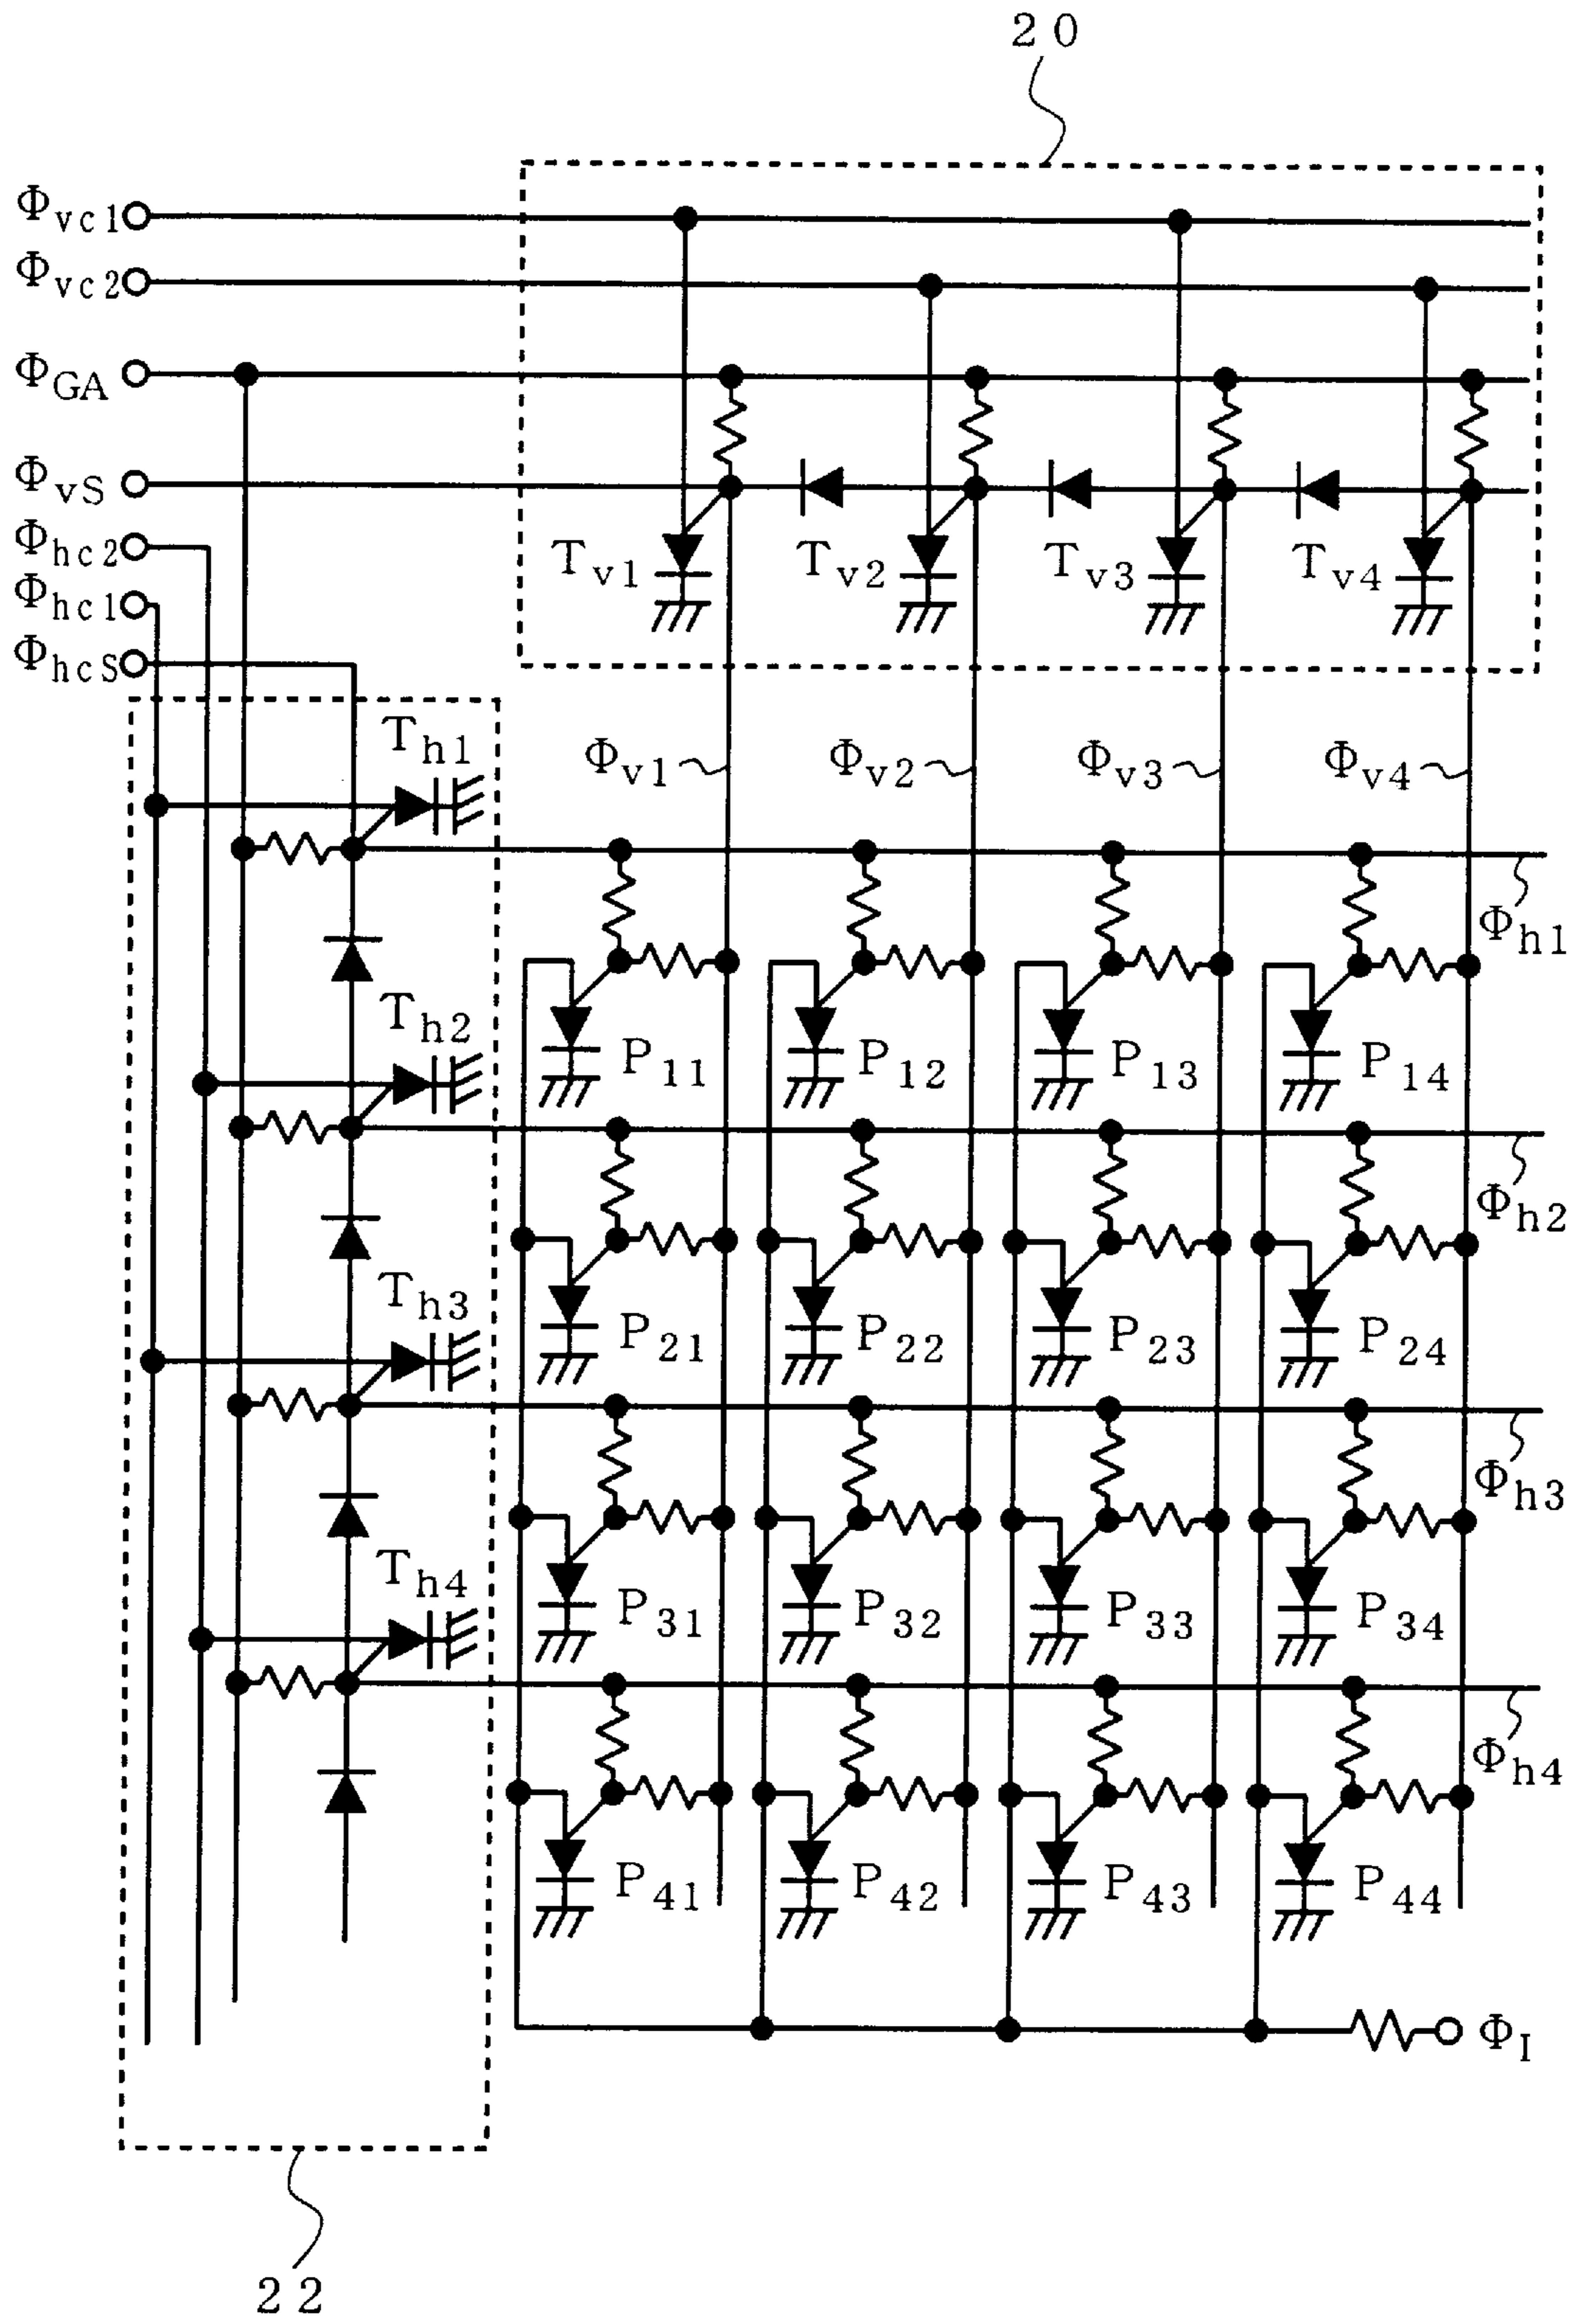 20
Φvc1
Φvc2
ΦGA
ΦvS
Φhc2
Φhc1
ΦhcS
Tv1 Tv2 Tv3 Tv4
Th1
Φv1 Φv2 Φv3 Φv4
Φh1
Th2
P11 P12 P13 P14
Φh2
Th3
P21 P22 P23 P24
Φh3
Th4
P31 P32 P33 P34
Φh4
P41 P42 P43 P44
ΦI
22